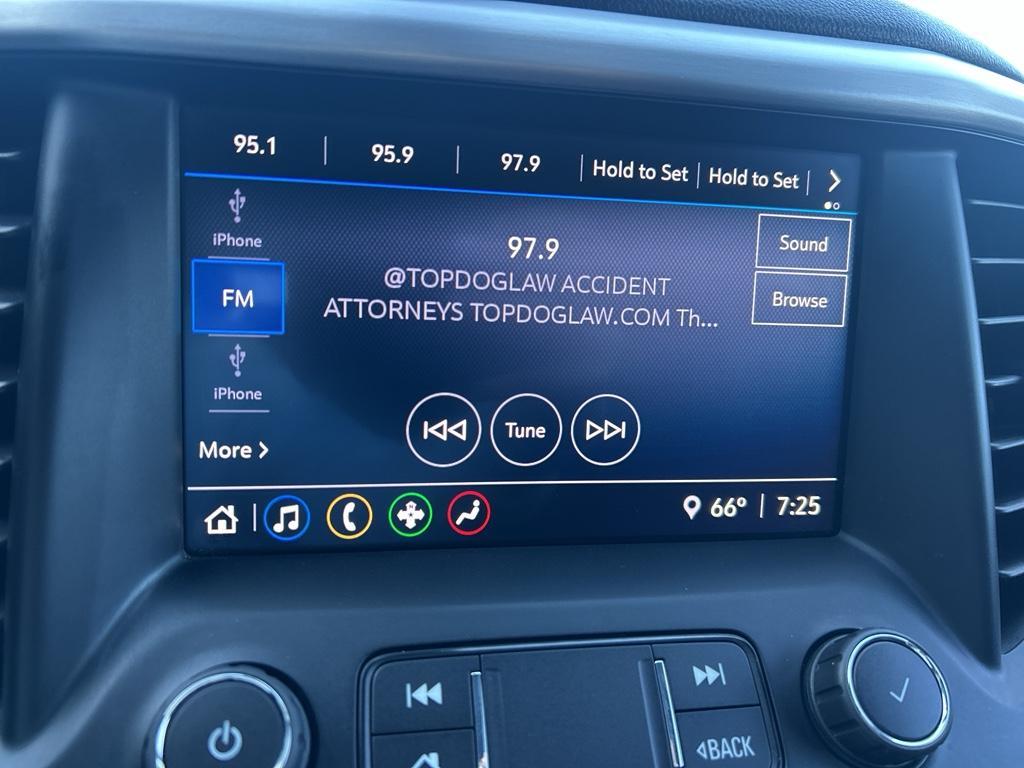 95.1 | 95.9 | 97.9 | Hold to Set | Hold to Set |
iPhone
FM
iPhone
More
97.9
@TOPDOGLAW ACCIDENT
ATTORNEYS TOPDOGLAW.COM Th...
Sound
Browse
Tune
66° | 7:25
BACK